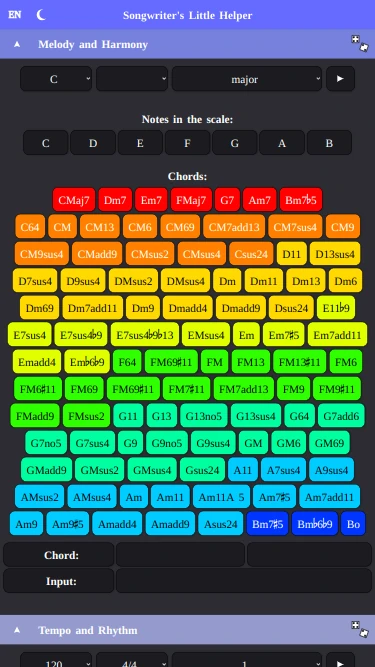 EN Songwriter's Little Helper
Melody and Harmony
C major
Notes in the scale:
C D E F G A B
Chords:
CMaj7 Dm7 Em7 FMaj7 G7 Am7 Bm7♭5
C64 CM CM13 CM6 CM69 CM7add13 CM7sus4 CM9
CM9sus4 CMadd9 CMsus2 CMsus4 Csus24 D11 D13sus4
D7sus4 D9sus4 DMsus2 DMsus4 Dm Dm11 Dm13 Dm6
Dm69 Dm7add11 Dm9 Dmadd4 Dmadd9 Dsus24 E11♭9
E7sus4 E7sus4♭9 E7sus4♭9♭13 EMsus4 Em Em7♯5 Em7add11
Emadd4 Em♭6♭9 F64 FM69♯11 FM FM13 FM13♯11 FM6
FM6♯11 FM69 FM69♯11 FM7♯11 FM7add13 FM9 FM9♯11
FMadd9 FMsus2 G11 G13 G13no5 G13sus4 G64 G7add6
G7no5 G7sus4 G9 G9no5 G9sus4 GM GM6 GM69
GMadd9 GMsus2 GMsus4 Gsus24 A11 A7sus4 A9sus4
AMsus2 AMsus4 Am Am11 Am11A 5 Am7♯5 Am7add11
Am9 Am9♯5 Amadd4 Amadd9 Asus24 Bm7♯5 Bm♭6♭9 Bo
Chord:
Input:
Tempo and Rhythm
120 4/4 1